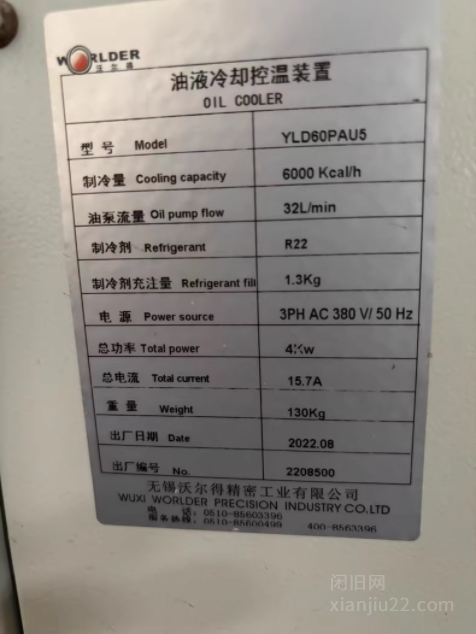 WORLDER
沃尔得
油液冷却控温装置
OIL COOLER
型号 Model YLD60PAU5
制冷量 Cooling capacity 6000 Kcal/h
油泵流量 Oil pump flow 32L/min
制冷剂 Refrigerant R22
制冷剂充注量 Refrigerant fill 1.3Kg
电源 Power source 3PH AC 380 V/ 50 Hz
总功率 Total power 4Kw
总电流 Total current 15.7A
重量 Weight 130Kg
出厂日期 Date 2022.08
出厂编号 No. 2208500
无锡沃尔得精密工业有限公司
WUXI WORLDER PRECISION INDUSTRY CO.LTD
电话:0510-85603396
服务热线:0510-85600499 400-8563396
闲旧网
xianjiu22.com